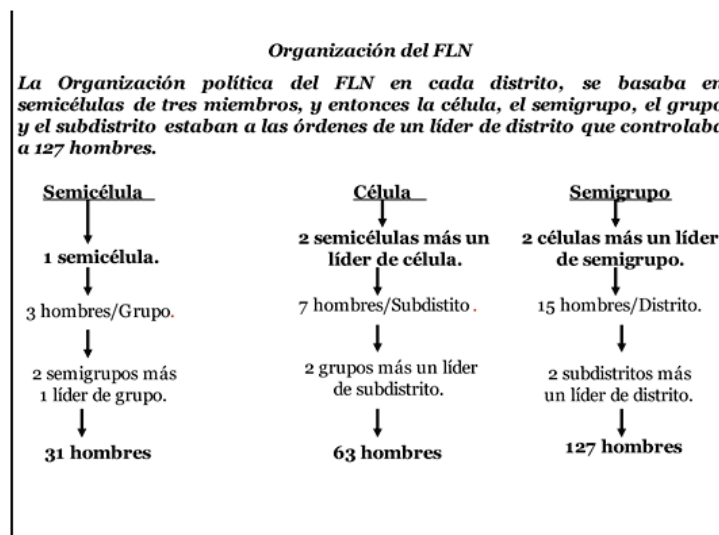 Organización del FLN
La Organización política del FLN en cada distrito, se basaba en
semicélulas de tres miembros, y entonces la célula, el semigrupo, el grupo
y el subdistrito estaban a las órdenes de un líder de distrito que controlaba
a 127 hombres.
Semicélula
1 semicélula.
3 hombres/Grupo.
2 semigrupos más
1 líder de grupo.
31 hombres
Célula
2 semicélulas más un
líder de célula.
7 hombres/Subdistito .
2 grupos más un líder
de subdistrito.
63 hombres
Semigrupo
2 células más un líder
de semigrupo.
15 hombres/Distrito.
2 subdistritos más
un líder de distrito.
127 hombres